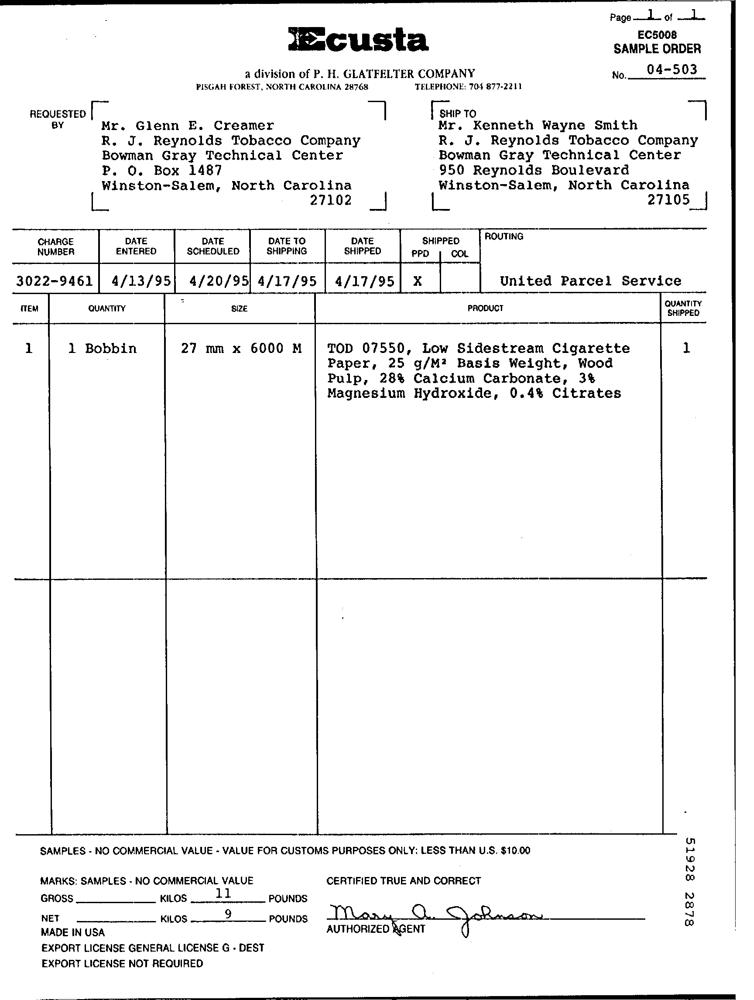 Page 1 of 1
Ecusta
EC5008
SAMPLE ORDER
a division of P. H. GLATFELTER COMPANY
No. 04-503
PISGAH FOREST, NORTH CAROLINA 28768 TELEPHONE: 704 877-2211
REQUESTED BY
Mr. Glenn E. Creamer
R. J. Reynolds Tobacco Company
Bowman Gray Technical Center
P. O. Box 1487
Winston-Salem, North Carolina
27102
SHIP TO
Mr. Kenneth Wayne Smith
R. J. Reynolds Tobacco Company
Bowman Gray Technical Center
950 Reynolds Boulevard
Winston-Salem, North Carolina
27105
CHARGE NUMBER DATE ENTERED DATE SCHEDULED DATE TO SHIPPING DATE SHIPPED SHIPPED PPD COL ROUTING
3022-9461 4/13/95 4/20/95 4/17/95 4/17/95 X United Parcel Service
ITEM QUANTITY SIZE PRODUCT QUANTITY SHIPPED
1 1 Bobbin 27 mm x 6000 M TOD 07550, Low Sidestream Cigarette 1
Paper, 25 g/M² Basis Weight, Wood
Pulp, 28% Calcium Carbonate, 3%
Magnesium Hydroxide, 0.4% Citrates
SAMPLES - NO COMMERCIAL VALUE - VALUE FOR CUSTOMS PURPOSES ONLY: LESS THAN U.S. $10.00
MARKS: SAMPLES - NO COMMERCIAL VALUE
GROSS KILOS 11 POUNDS
NET KILOS 9 POUNDS
MADE IN USA
EXPORT LICENSE GENERAL LICENSE G - DEST
EXPORT LICENSE NOT REQUIRED
CERTIFIED TRUE AND CORRECT
Mary A. Johnson
AUTHORIZED AGENT
51928 2878